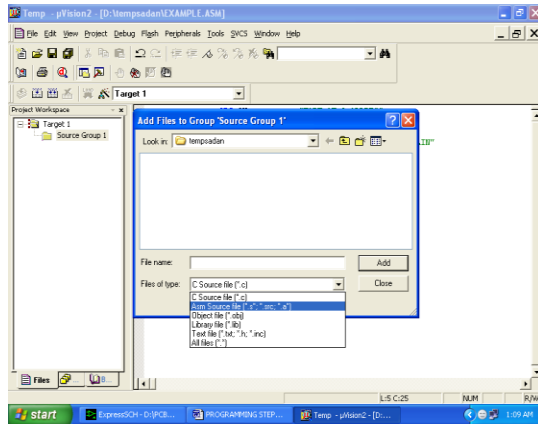 Temp - µVision2 - [D:\tempsadan\EXAMPLE.ASM]
File Edit View Project Debug Flash Peripherals Tools SVCS Window Help
Target 1
Project Workspace
Target 1
Source Group 1
Add Files to Group 'Source Group 1'
Look in: tempsadan
File name: Add
Files of type: C Source file (*.c) Close
C Source file (*.c)
Asm Source file (*.s*; *.src; *.a*)
Object file (*.obj)
Library file (*.lib)
Text file (*.txt; *.h; *.inc)
All files (*.*)
Files B...
L:5 C:25 NUM R/W
start ExpressSCH - D:\PCB... PROGRAMMING STEP... Temp - µVision2 - [D:... 1:09 AM